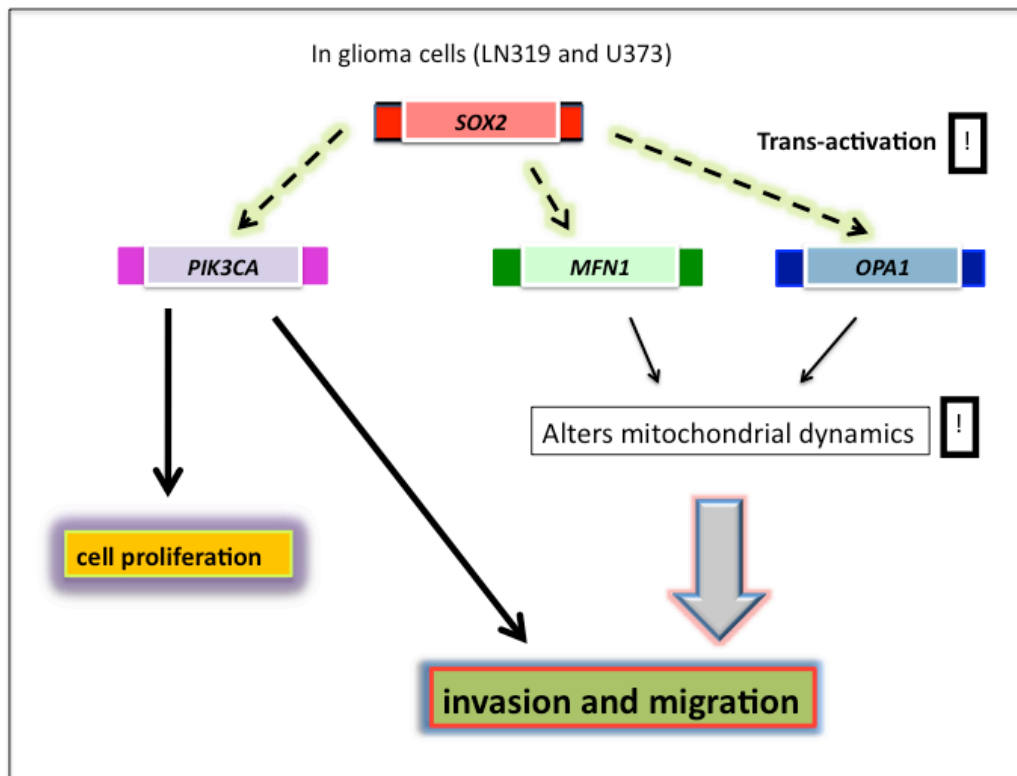 In glioma cells (LN319 and U373)
SOX2
Trans-activation !
PIK3CA MFN1 OPA1
Alters mitochondrial dynamics !
cell proliferation
invasion and migration